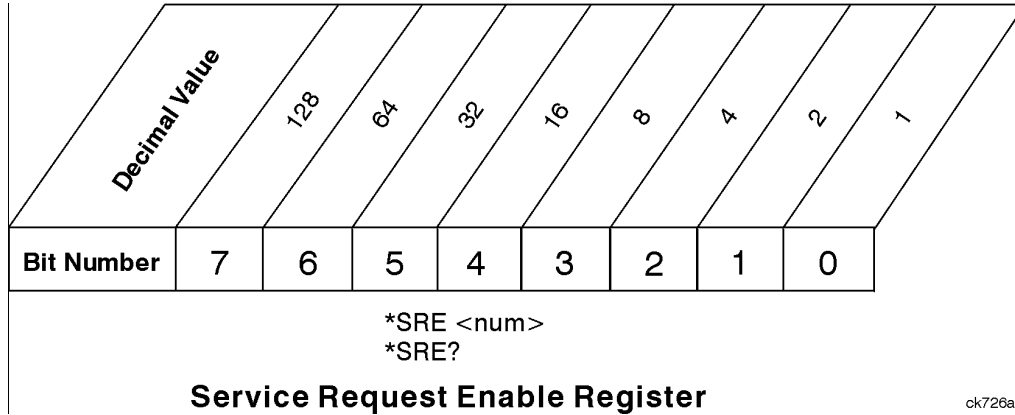 Decimal Value 128 64 32 16 8 4 2 1
Bit Number 7 6 5 4 3 2 1 0
*SRE <num>
*SRE?
Service Request Enable Register
ck726a